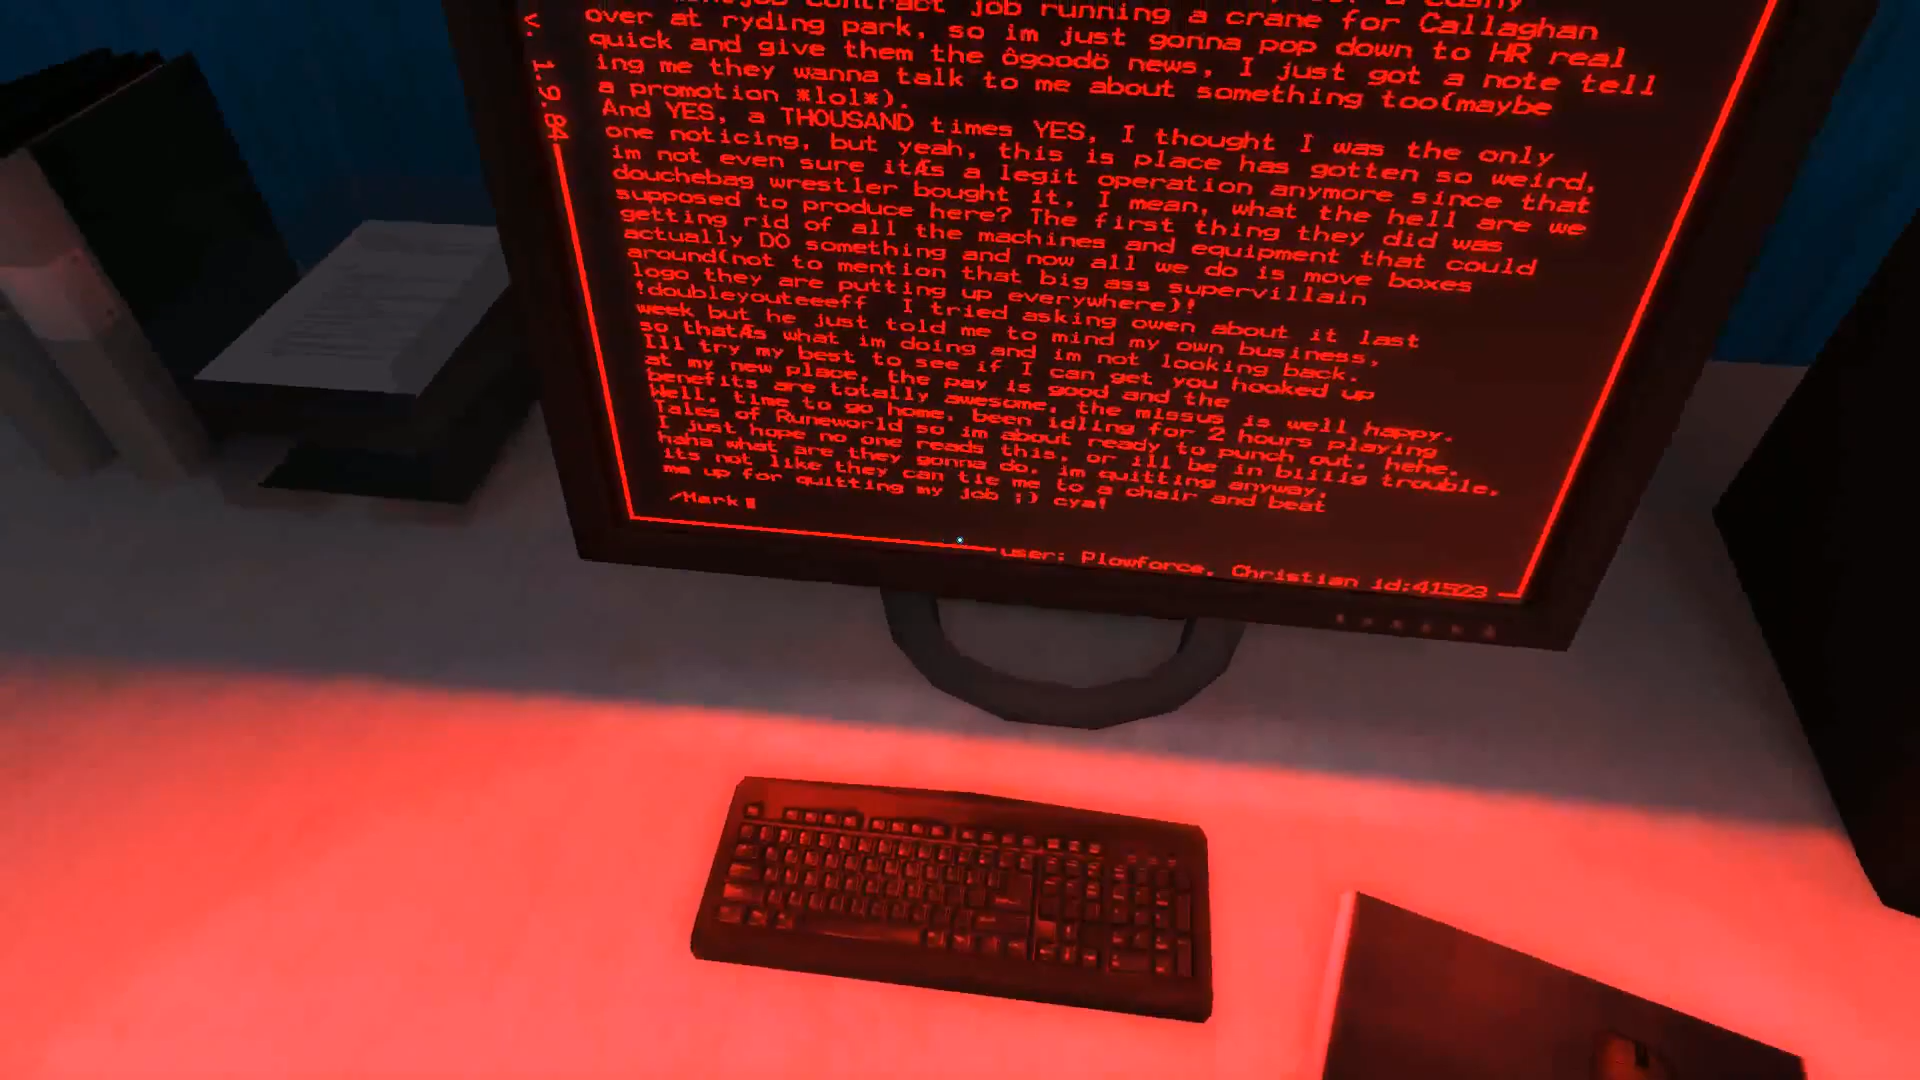 contract job running a crane for Callaghan
over at ryding park, so im just gonna pop down to HR real
quick and give them the ôgoodö news, I just got a note tell
ing me they wanna talk to me about something too(maybe
a promotion *lol*).
And YES, a THOUSAND times YES, I thought I was the only
one noticing, but yeah, this is place has gotten so weird,
im not even sure itÆs a legit operation anymore since that
douchebag wrestler bought it, I mean, what the hell are we
supposed to produce here? The first thing they did was
getting rid of all the machines and equipment that could
actually DO something and now all we do is move boxes
around(not to mention that big ass supervillain
logo they are putting up everywhere)!
!doubleyouteeeff I tried asking owen about it last
week but he just told me to mind my own business,
so thatÆs what im doing and im not looking back.
Ill try my best to see if I can get you hooked up
at my new place, the pay is good and the
benefits are totally awesome, the missus is well happy.
Well, time to go home, been idling for 2 hours playing
Tales of Runeworld so im about ready to punch out, hehe.
I just hope no one reads this, or ill be in bliiig trouble,
haha what are they gonna do, im quitting anyway,
its not like they can tie me to a chair and beat
me up for quitting my job ;) cya!
/Mark
user: Plowforce, Christian id:41523
v. 1.9.84